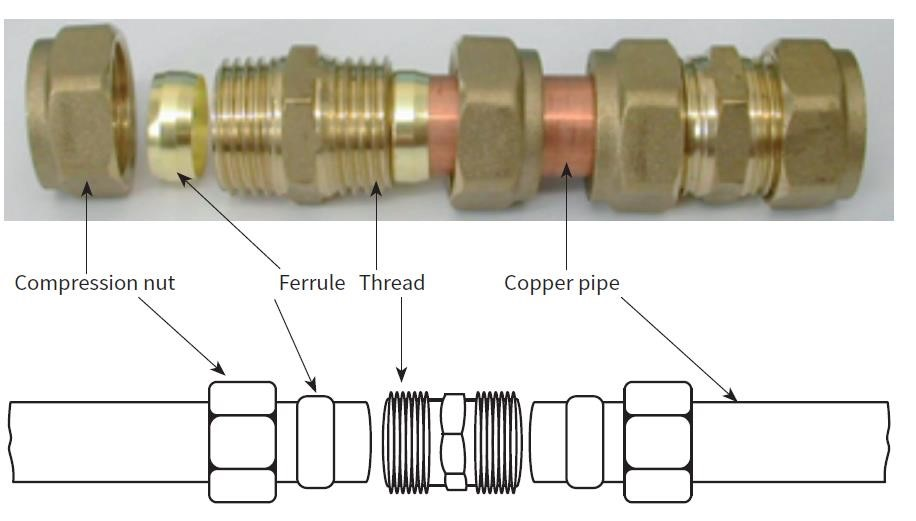 Compression nut
Ferrule
Thread
Copper pipe